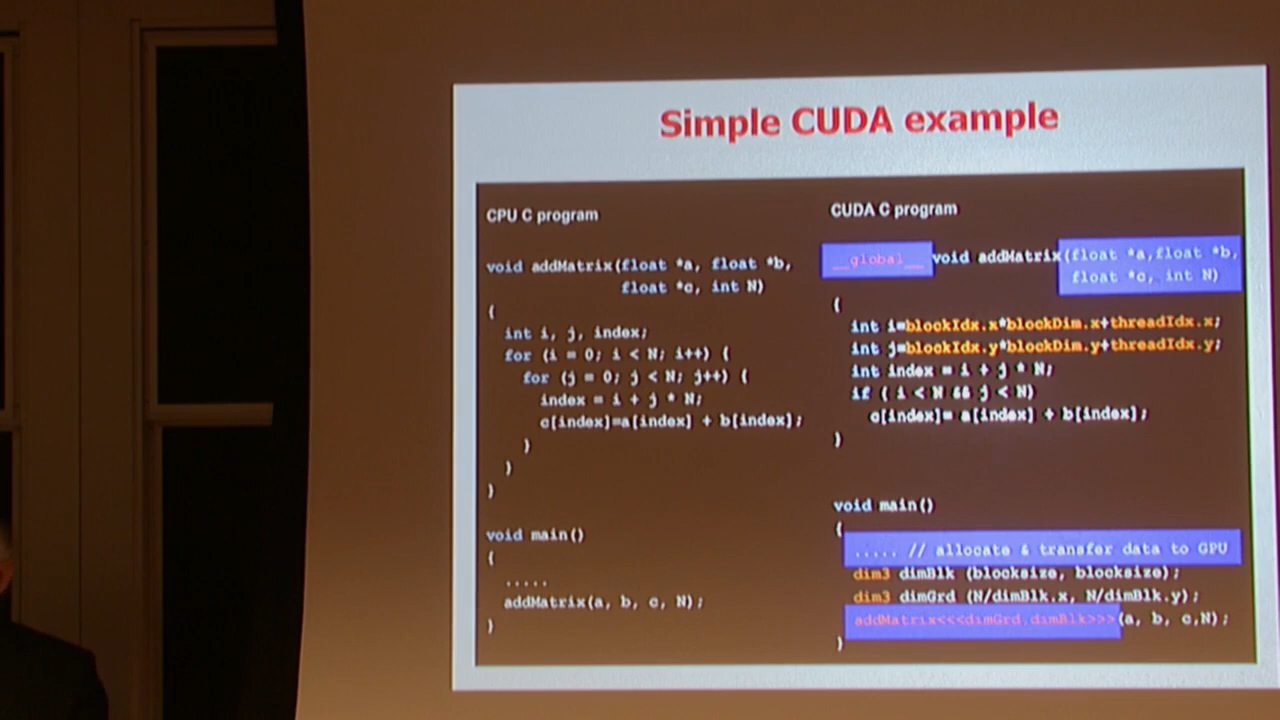 Simple CUDA example
CPU C program
void addMatrix(float *a, float *b,
float *c, int N)
{
int i, j, index;
for (i = 0; i < N; i++) {
for (j = 0; j < N; j++) {
index = i + j * N;
c[index]=a[index] + b[index];
}
}
}
void main()
{
.....
addMatrix(a, b, c, N);
}
CUDA C program
__global__ void addMatrix(float *a,float *b,
float *c, int N)
{
int i=blockIdx.x*blockDim.x+threadIdx.x;
int j=blockIdx.y*blockDim.y+threadIdx.y;
int index = i + j * N;
if ( i < N && j < N)
c[index]= a[index] + b[index];
}
void main()
{
..... // allocate & transfer data to GPU
dim3 dimBlk (blocksize, blocksize);
dim3 dimGrd (N/dimBlk.x, N/dimBlk.y);
addMatrix<<<dimGrd,dimBlk>>>(a, b, c,N);
}